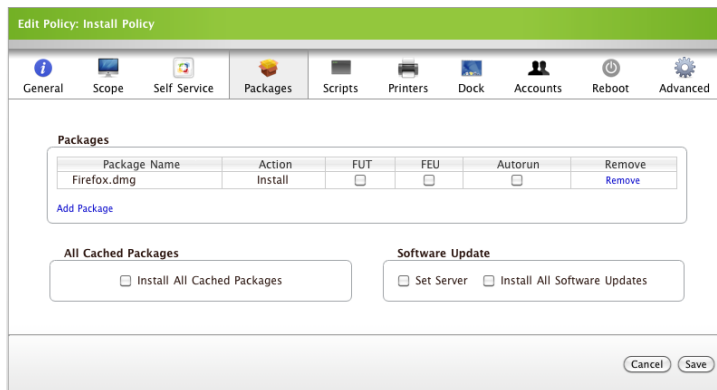 Edit Policy: Install Policy
General Scope Self Service Packages Scripts Printers Dock Accounts Reboot Advanced
Packages
Package Name Action FUT FEU Autorun Remove
Firefox.dmg Install Remove
Add Package
All Cached Packages Software Update
Install All Cached Packages Set Server Install All Software Updates
Cancel Save